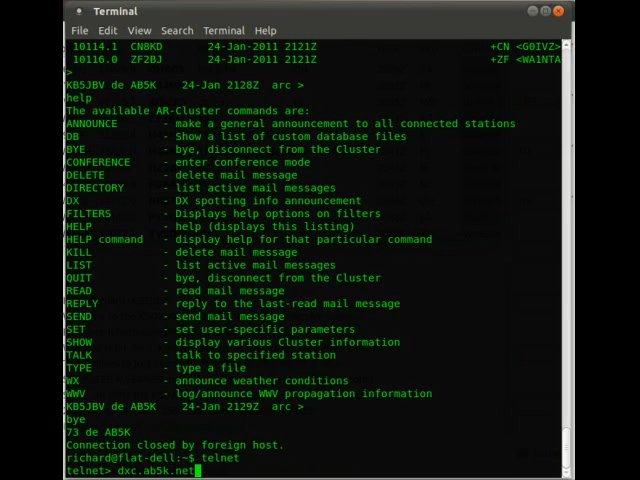 Terminal
File Edit View Search Terminal Help
10114.1 CN8KD 24-Jan-2011 2121Z +CN <G0IVZ>
10116.0 ZF2BJ 24-Jan-2011 2121Z +ZF <WA1NTA
>
KB5JBV de AB5K 24-Jan 2128Z arc >
help
The available AR-Cluster commands are:
ANNOUNCE - make a general announcement to all connected stations
DB - Show a list of custom database files
BYE - bye, disconnect from the Cluster
CONFERENCE - enter conference mode
DELETE - delete mail message
DIRECTORY - list active mail messages
DX - DX spotting info announcement
FILTERS - Displays help options on filters
HELP - help (displays this listing)
HELP command - display help for that particular command
KILL - delete mail message
LIST - list active mail messages
QUIT - bye, disconnect from the Cluster
READ - read mail message
REPLY - reply to the last-read mail message
SEND - send mail message
SET - set user-specific parameters
SHOW - display various Cluster information
TALK - talk to specified station
TYPE - type a file
WX - announce weather conditions
WWV - log/announce WWV propagation information
KB5JBV de AB5K 24-Jan 2129Z arc >
bye
73 de AB5K
Connection closed by foreign host.
richard@flat-dell:~$ telnet
telnet> dxc.ab5k.net